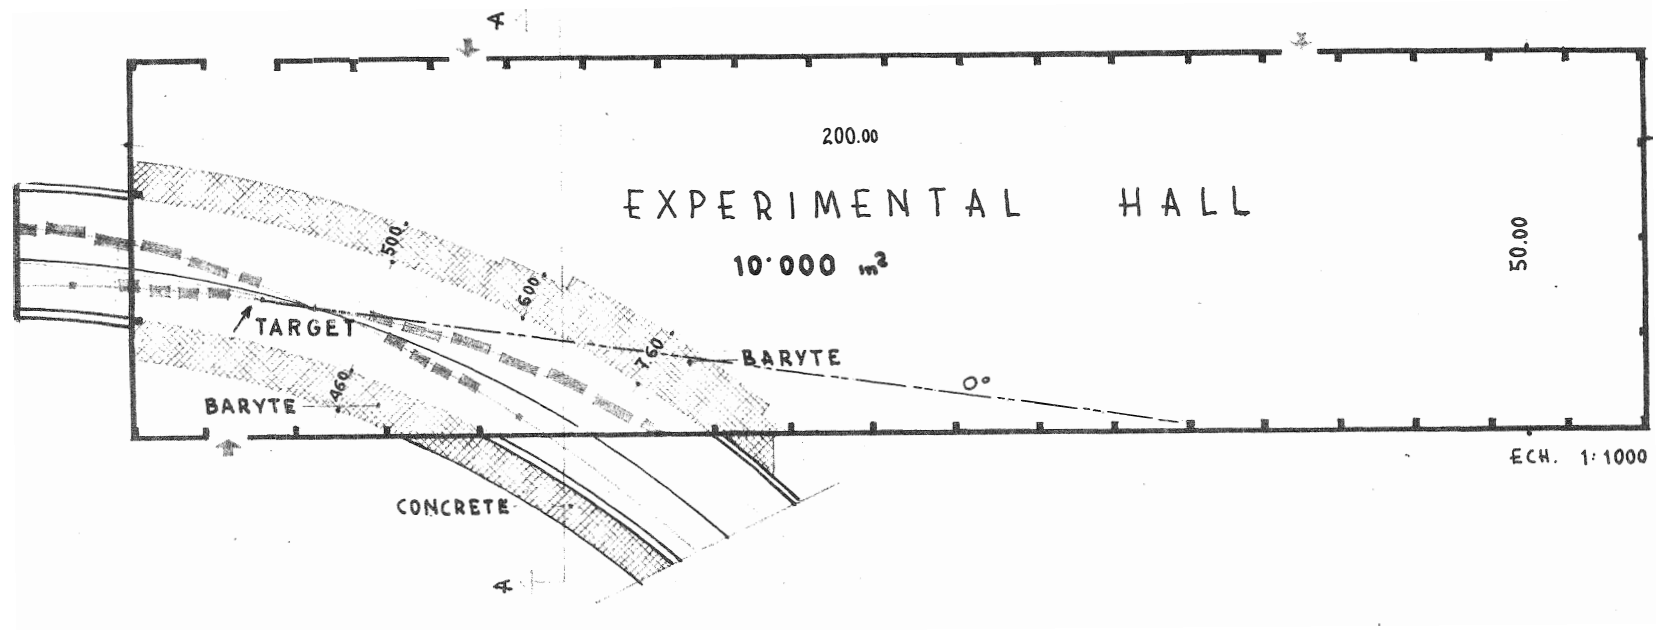 A
200.00
EXPERIMENTAL HALL
10·000 m²
50.00
500
600
760
TARGET
BARYTE
0°
460
BARYTE
ECH. 1:1000
CONCRETE
A